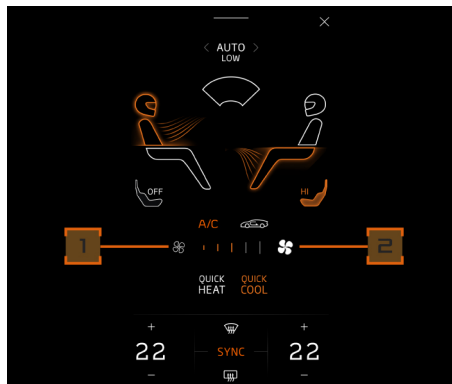 AUTO
LOW
OFF
HI
A/C
1
2
QUICK
HEAT
QUICK
COOL
+
+
22
SYNC
22
-
-